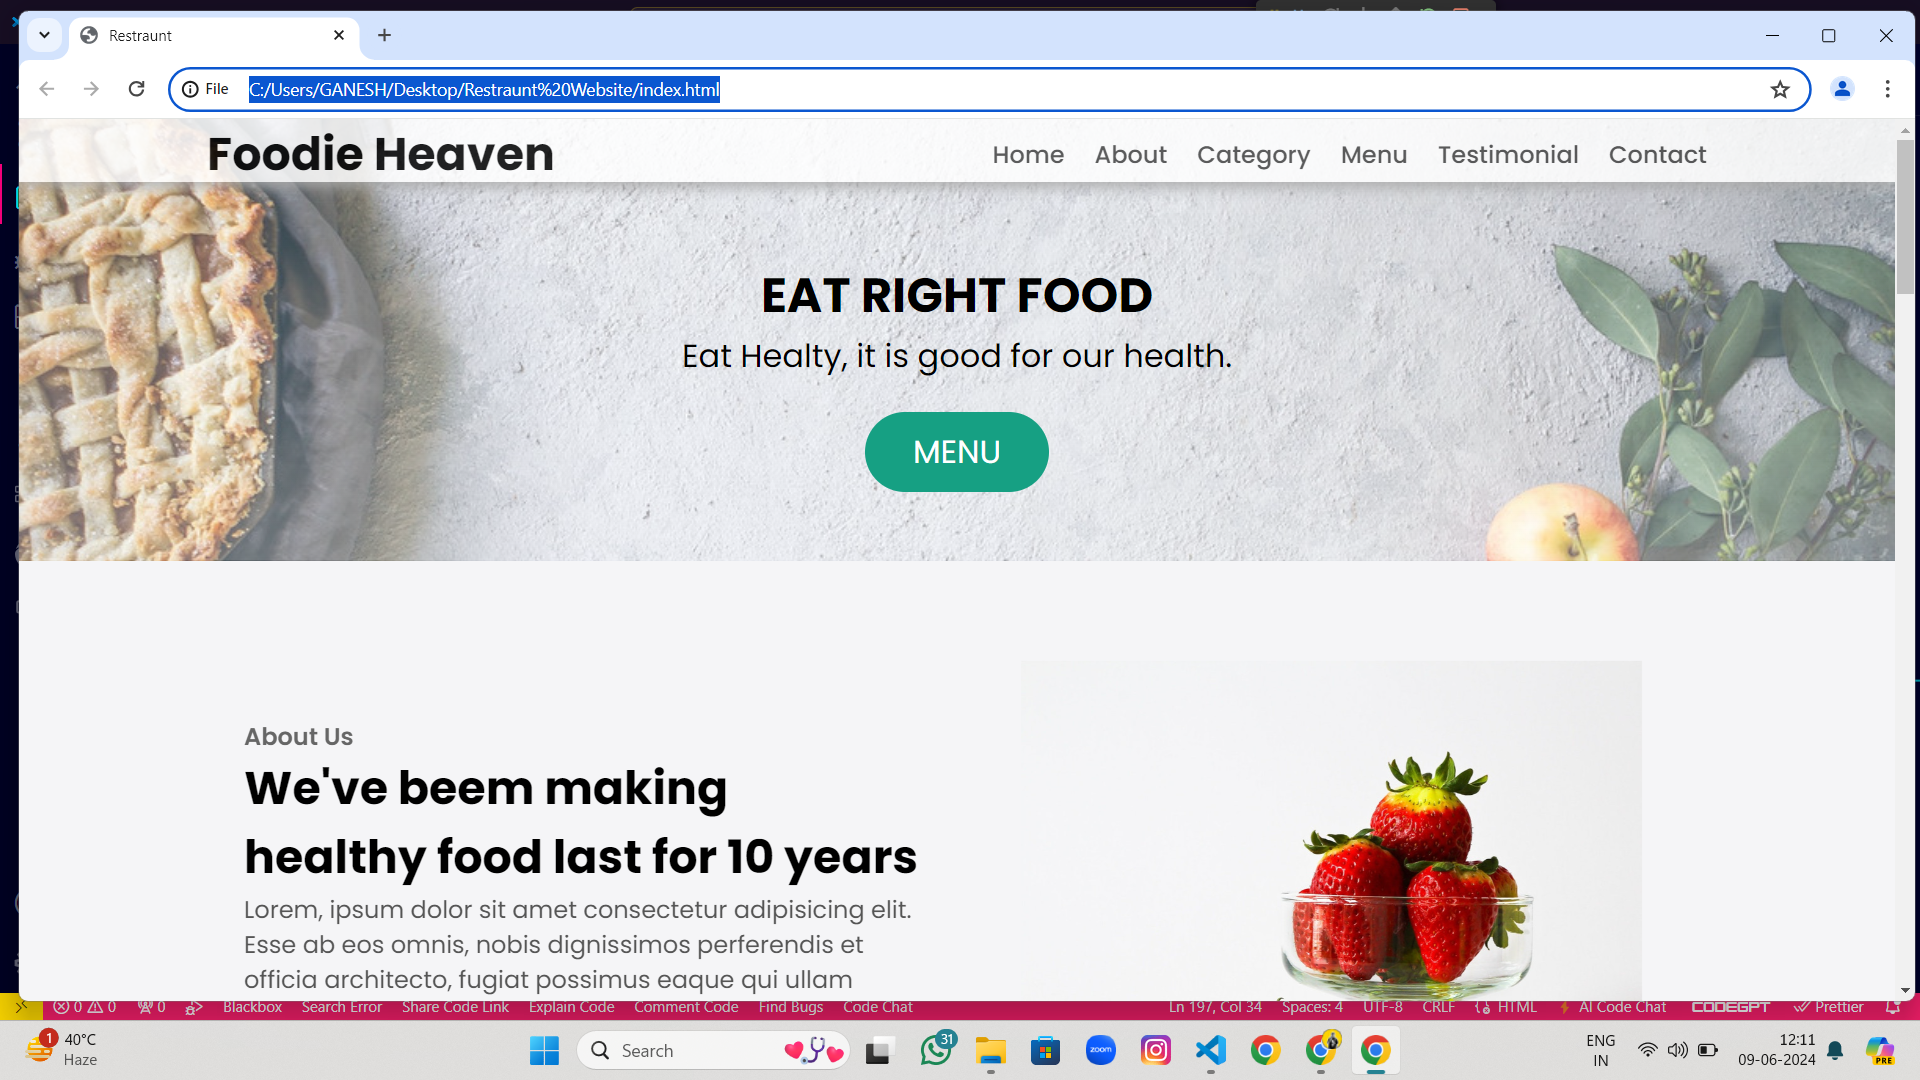 Restraunt
File
C:/Users/GANESH/Desktop/Restraunt%20Website/index.html
Foodie Heaven
Home
About
Category
Menu
Testimonial
Contact
EAT RIGHT FOOD
Eat Healty, it is good for our health.
MENU
About Us
We've beem making
healthy food last for 10 years
Lorem, ipsum dolor sit amet consectetur adipisicing elit.
Esse ab eos omnis, nobis dignissimos perferendis et
officia architecto, fugiat possimus eaque qui ullam
0 0 0 Blackbox Search Error Share Code Link Explain Code Comment Code Find Bugs Code Chat
Ln 197, Col 34 Spaces: 4 UTF-8 CRLF HTML AI Code Chat CODEGPT Prettier
1
40°C
Haze
Search
31
zoom
ENG
IN
12:11
09-06-2024
PRE